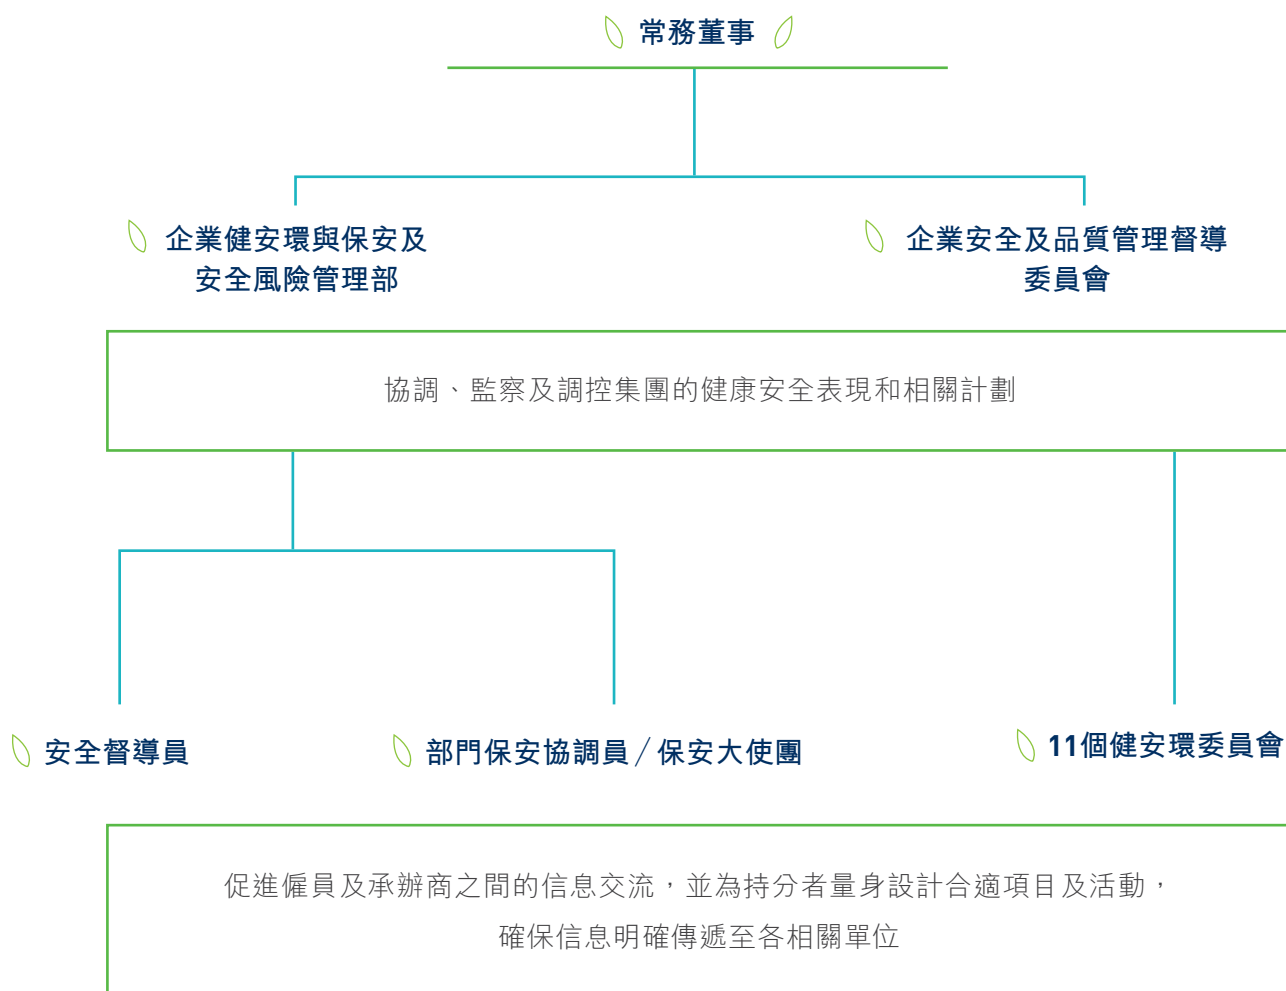 常務董事
企業健安環與保安及
安全風險管理部
企業安全及品質管理督導
委員會
協調、監察及調控集團的健康安全表現和相關計劃
安全督導員
部門保安協調員／保安大使團
11個健安環委員會
促進僱員及承辦商之間的信息交流，並為持分者量身設計合適項目及活動，
確保信息明確傳遞至各相關單位